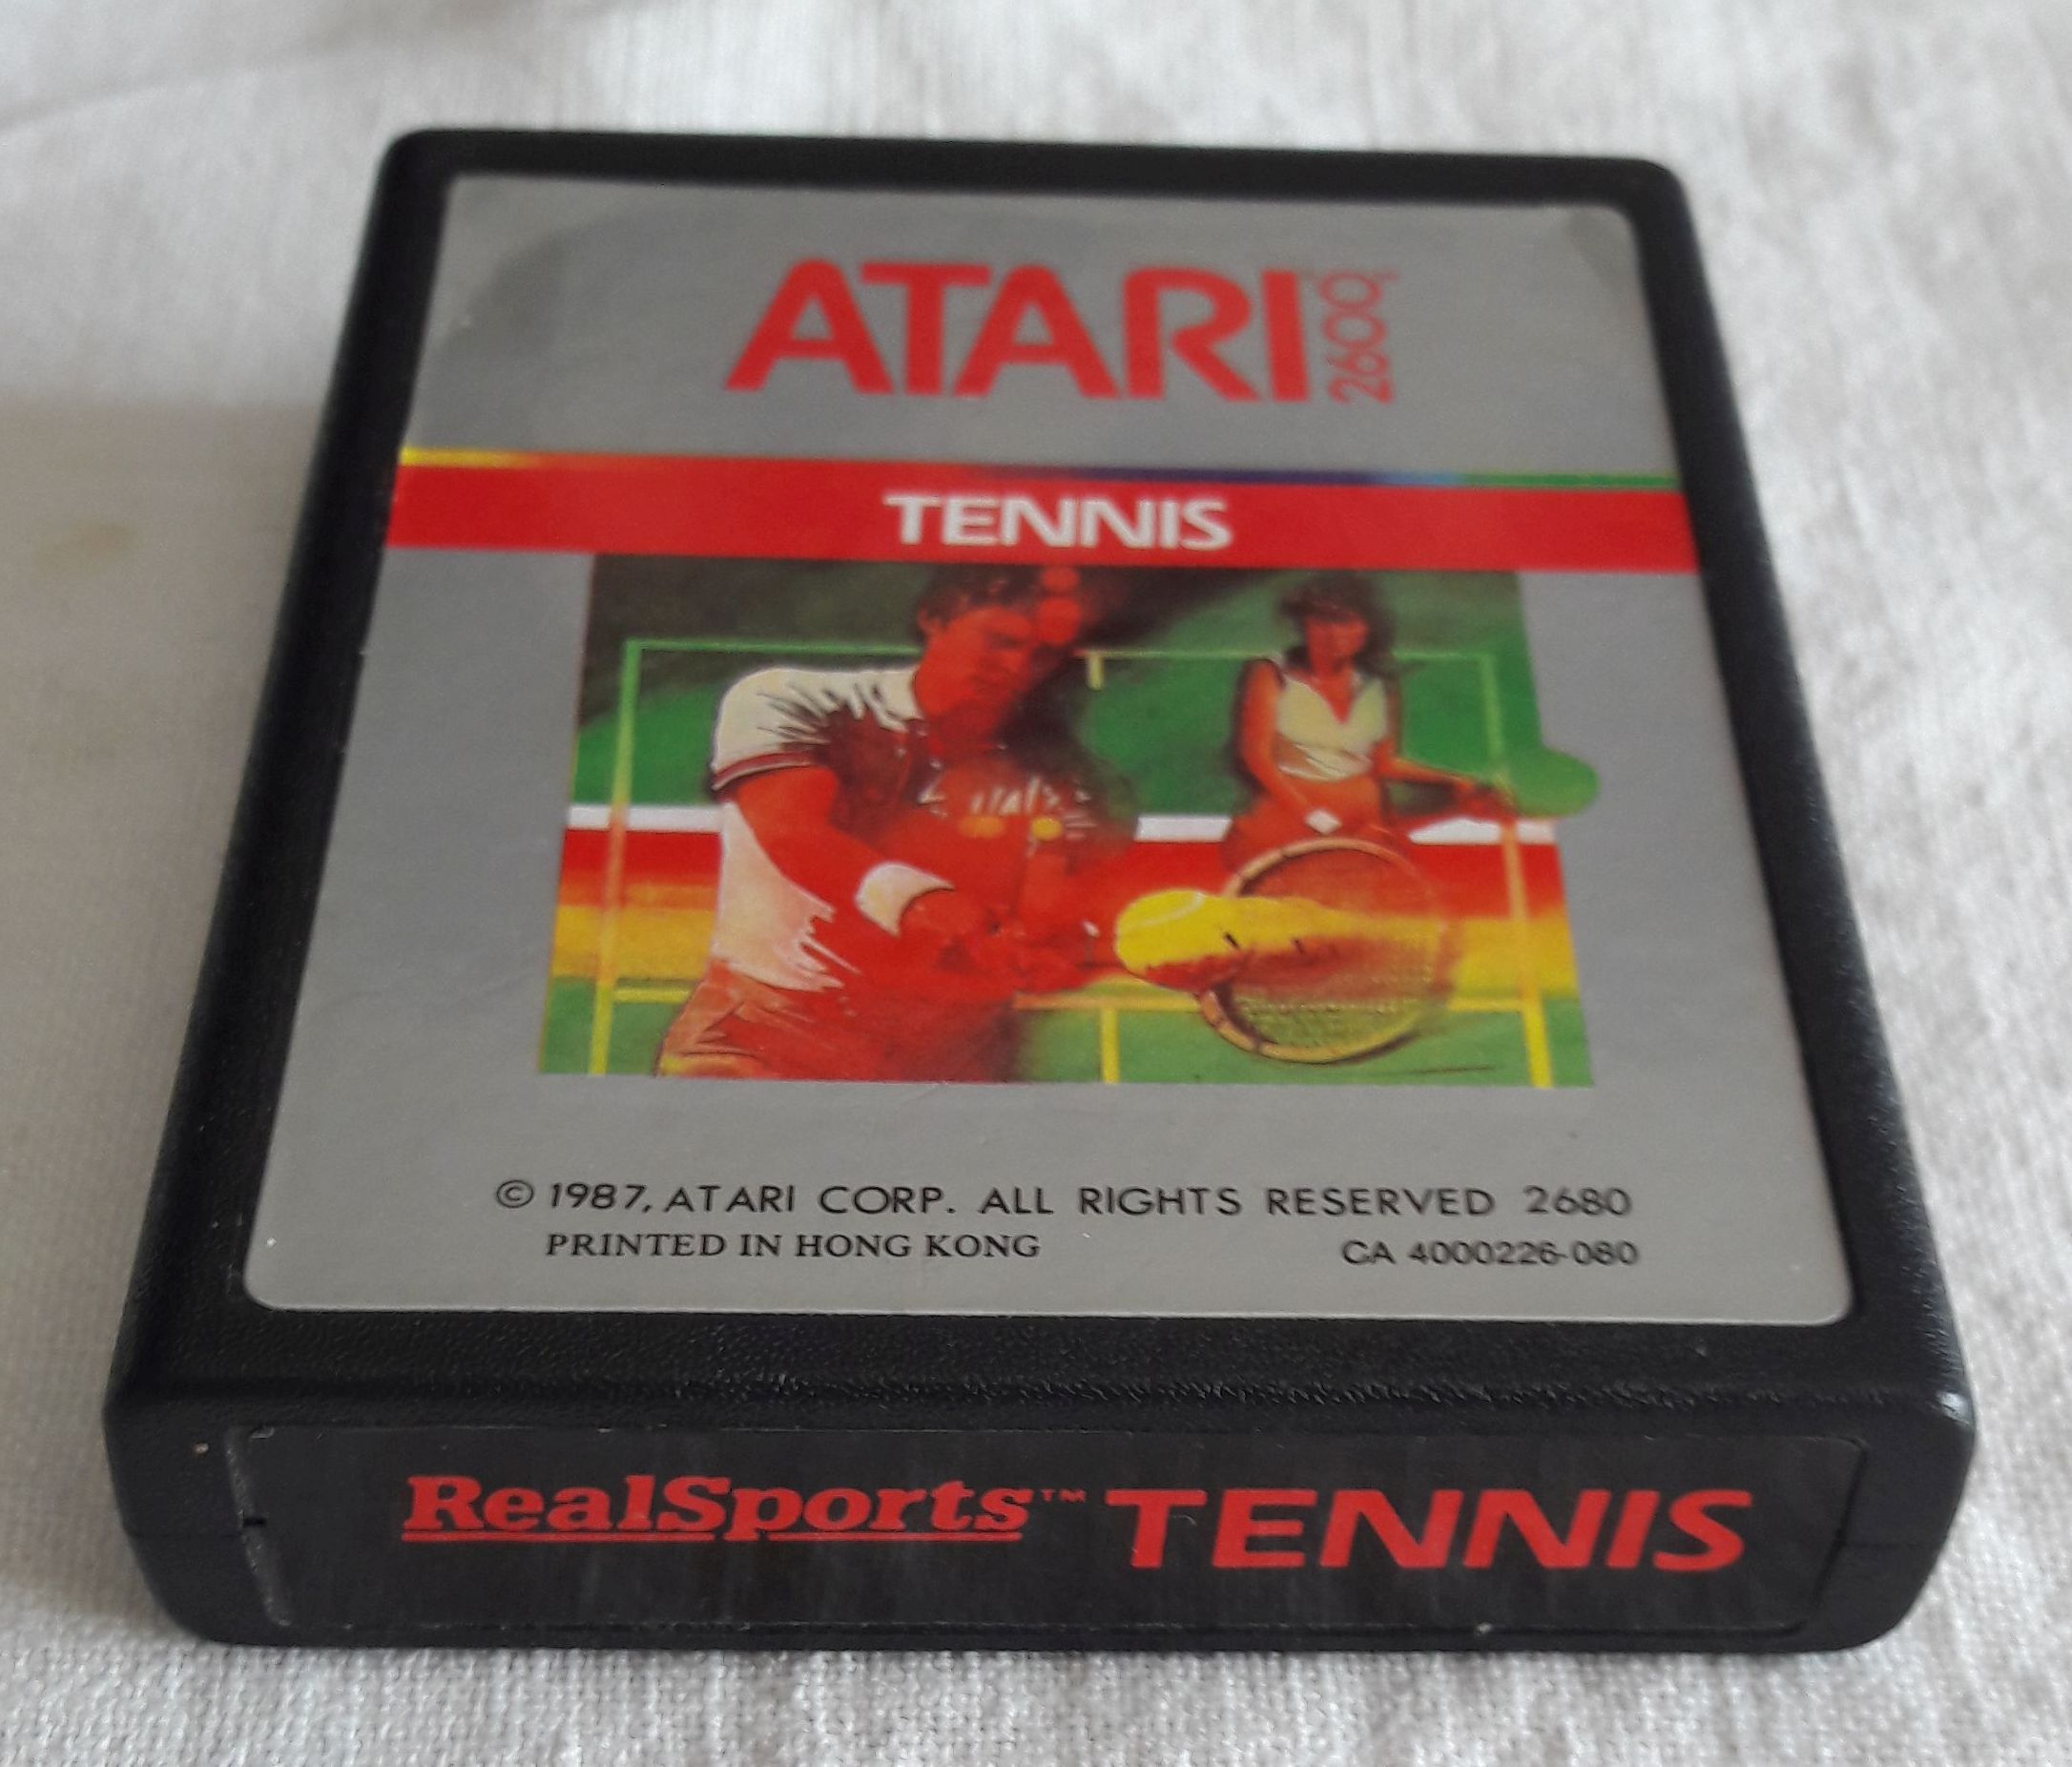 ATARI 2600
TENNIS
© 1987, ATARI CORP. ALL RIGHTS RESERVED 2680
PRINTED IN HONG KONG CA 4000226-080
RealSports™ TENNIS